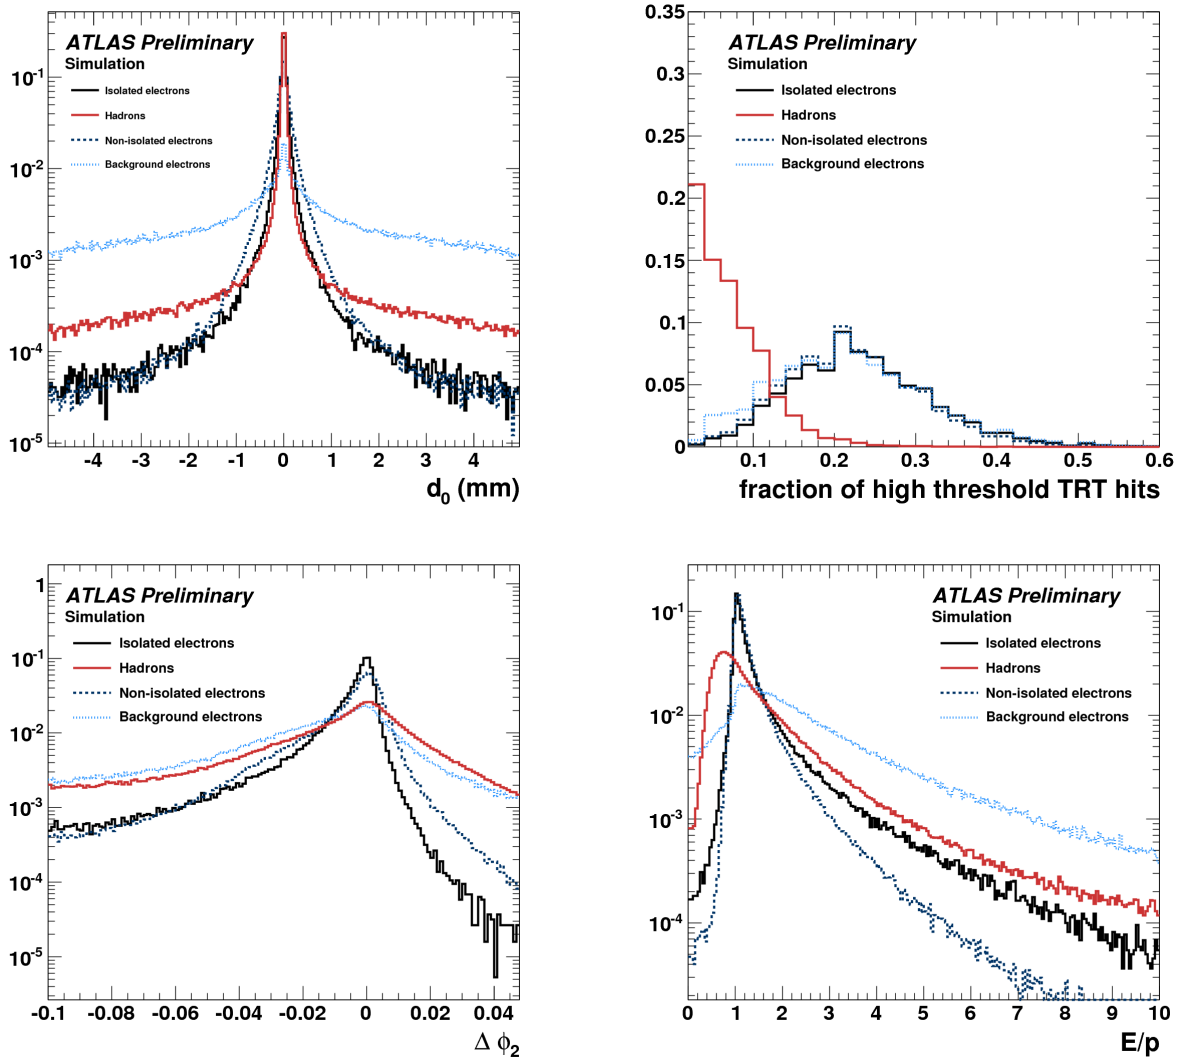 ATLAS Preliminary
Simulation
Isolated electrons
Hadrons
Non-isolated electrons
Background electrons
10-1
10-2
10-3
10-4
10-5
-4 -3 -2 -1 0 1 2 3 4
d0 (mm)
ATLAS Preliminary
Simulation
Isolated electrons
Hadrons
Non-isolated electrons
Background electrons
0.35
0.3
0.25
0.2
0.15
0.1
0.05
0
0.1 0.2 0.3 0.4 0.5 0.6
fraction of high threshold TRT hits
ATLAS Preliminary
Simulation
Isolated electrons
Hadrons
Non-isolated electrons
Background electrons
1
10-1
10-2
10-3
10-4
10-5
-0.1 -0.08 -0.06 -0.04 -0.02 0 0.02 0.04
Δ ϕ2
ATLAS Preliminary
Simulation
Isolated electrons
Hadrons
Non-isolated electrons
Background electrons
10-1
10-2
10-3
10-4
0 1 2 3 4 5 6 7 8 9 10
E/p